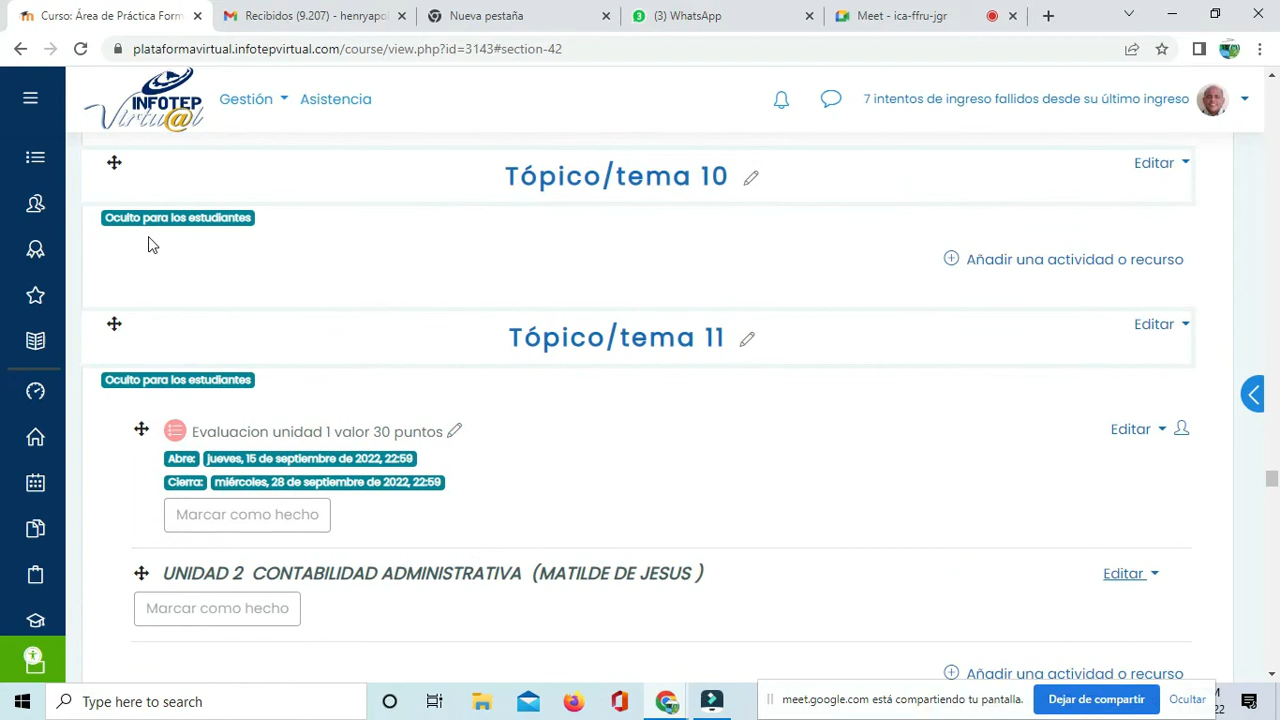 Curso: Área de Práctica Form
Recibidos (9.207) - henryapol
Nueva pestaña
(3) WhatsApp
Meet - ica-ffru-jgr
plataformavirtual.infotepvirtual.com/course/view.php?id=3143#section-42
INFOTEP
Virtu@l
Gestión
Asistencia
7 intentos de ingreso fallidos desde su último ingreso
Tópico/tema 10
Editar
Oculto para los estudiantes
Añadir una actividad o recurso
Tópico/tema 11
Editar
Oculto para los estudiantes
Evaluacion unidad 1 valor 30 puntos
Editar
Abre: jueves, 15 de septiembre de 2022, 22:59
Cierra: miércoles, 28 de septiembre de 2022, 22:59
Marcar como hecho
UNIDAD 2 CONTABILIDAD ADMINISTRATIVA (MATILDE DE JESUS )
Editar
Marcar como hecho
Añadir una actividad o recurso
Type here to search
meet.google.com está compartiendo tu pantalla.
Dejar de compartir
Ocultar